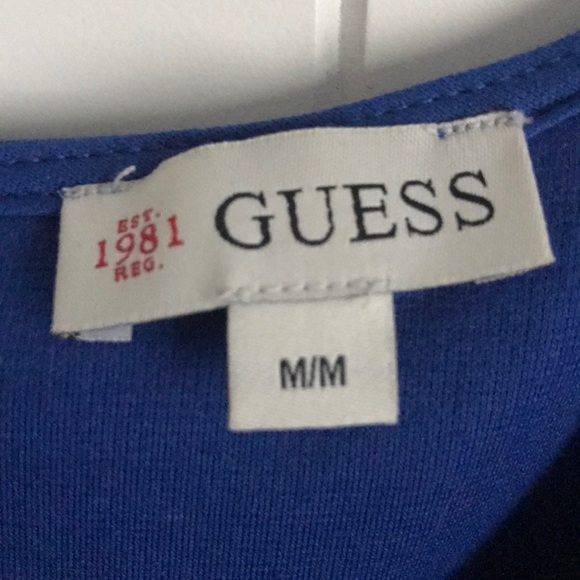 EST.
1981
REG.
GUESS
M/M